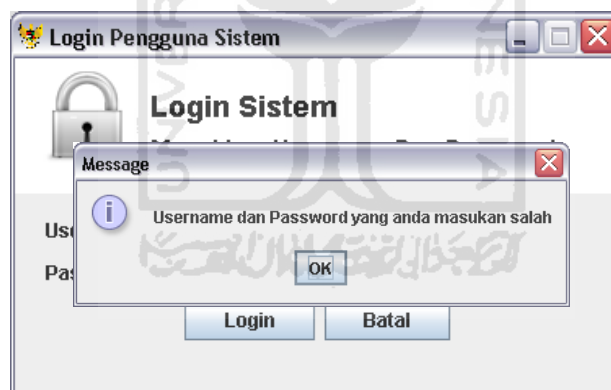 Login Pengguna Sistem
Login Sistem
Message
Username dan Password yang anda masukan salah
OK
Login Batal